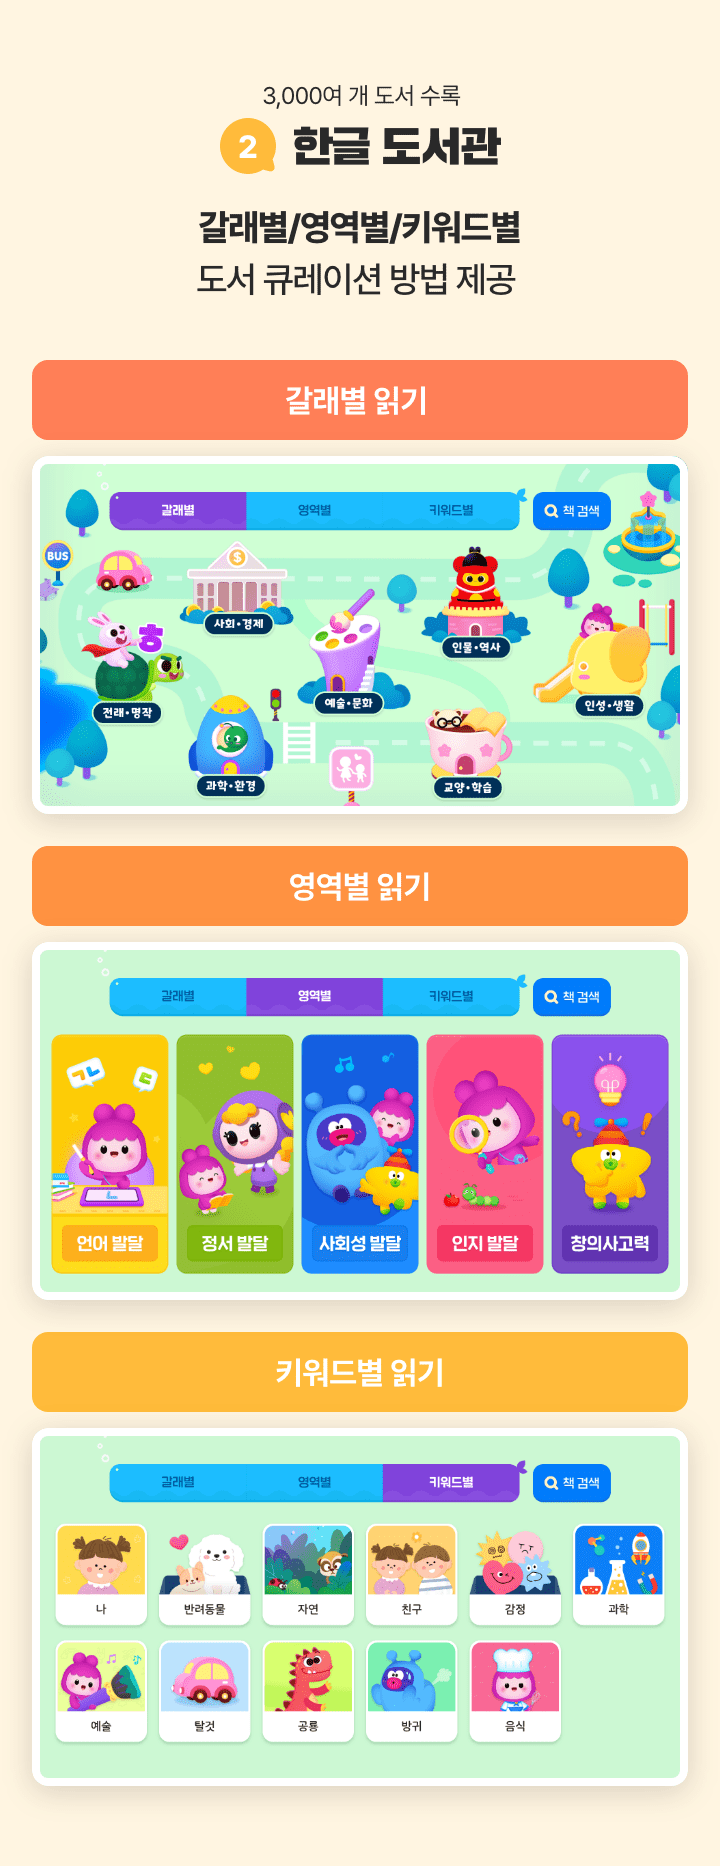 3,000여 개 도서 수록
2 한글 도서관
갈래별/영역별/키워드별
도서 큐레이션 방법 제공
갈래별 읽기
갈래별 영역별 키워드별 책 검색
BUS
$
사회•경제
인물•역사
ㅎ
전래•명작
예술•문화
인성•생활
과학•환경
교양•학습
영역별 읽기
갈래별 영역별 키워드별 책 검색
ㄱㄴ ㄷ
언어 발달 정서 발달 사회성 발달 인지 발달 창의사고력
키워드별 읽기
갈래별 영역별 키워드별 책 검색
나 반려동물 자연 친구 감정 과학
예술 탈것 공룡 방귀 음식